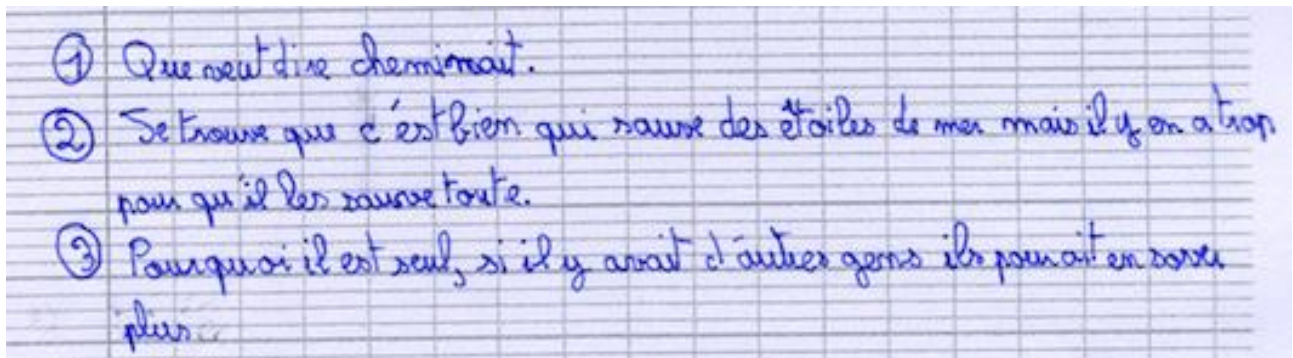 ① Que veut dire cheminait.
② Je trouve que c'est bien qui sauve des étoiles de mer mais il y en a trop
pour qu'il les sauve toute.
③ Pourquoi il est seul, si il y avait d'autres gens ils pourait en sover
plus